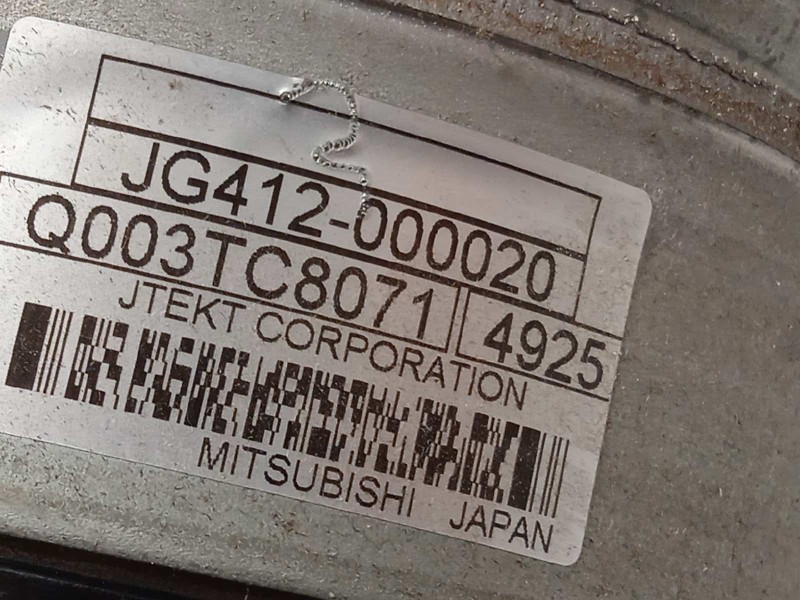 JG412-000020
Q003TC8071 4925
JTEKT CORPORATION
MITSUBISHI JAPAN